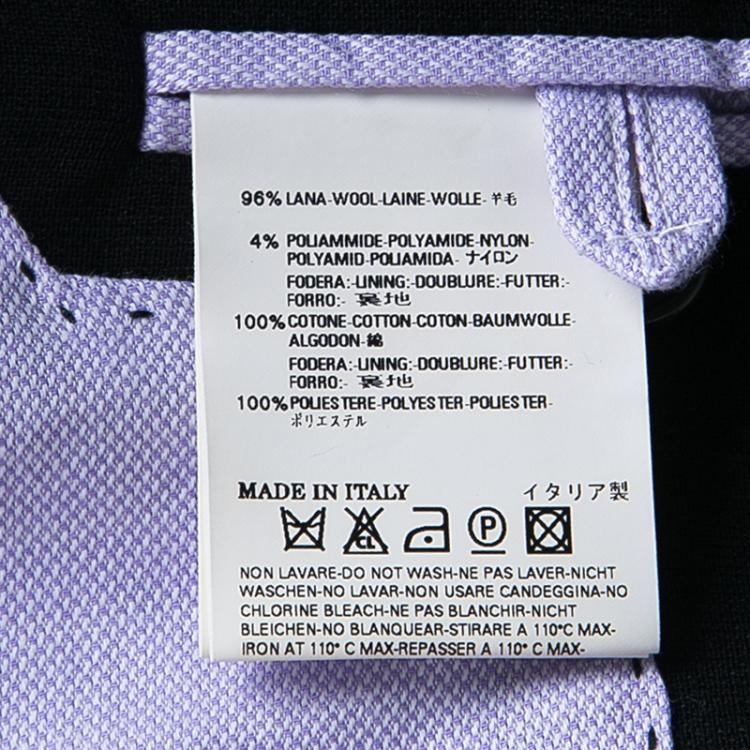 96% LANA-WOOL-LAINE-WOLLE-羊毛
4% POLIAMMIDE-POLYAMIDE-NYLON-
POLYAMID-POLIAMIDA-ナイロン
FODERA:-LINING:-DOUBLURE:-FUTTER:-
FORRO:-裏地
100% COTONE-COTTON-COTON-BAUMWOLLE-
ALGODON-綿
FODERA:-LINING:-DOUBLURE:-FUTTER:-
FORRO:-裏地
100% POLIESTERE-POLYESTER-POLIESTER-
ポリエステル
MADE IN ITALY イタリア製
CL P
NON LAVARE-DO NOT WASH-NE PAS LAVER-NICHT
WASCHEN-NO LAVAR-NON USARE CANDEGGINA-NO
CHLORINE BLEACH-NE PAS BLANCHIR-NICHT
BLEICHEN-NO BLANQUEAR-STIRARE A 110°C MAX-
IRON AT 110° C MAX-REPASSER A 110° C MAX-